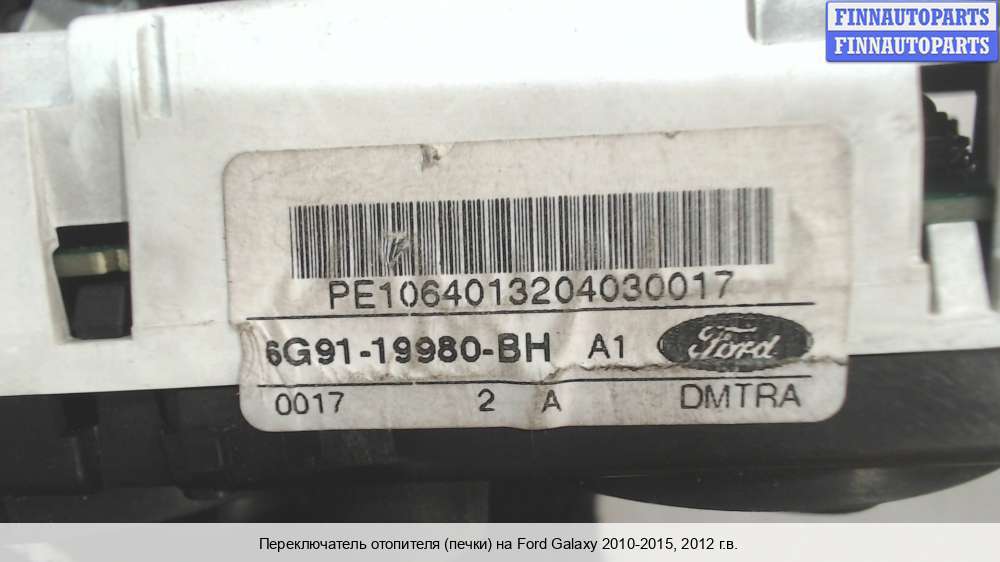 FINNAUTOPARTS
FINNAUTOPARTS
PE1064013204030017
6G91-19980-BH A1 Ford
0017 2 A DMTRA
Переключатель отопителя (печки) на Ford Galaxy 2010-2015, 2012 г.в.